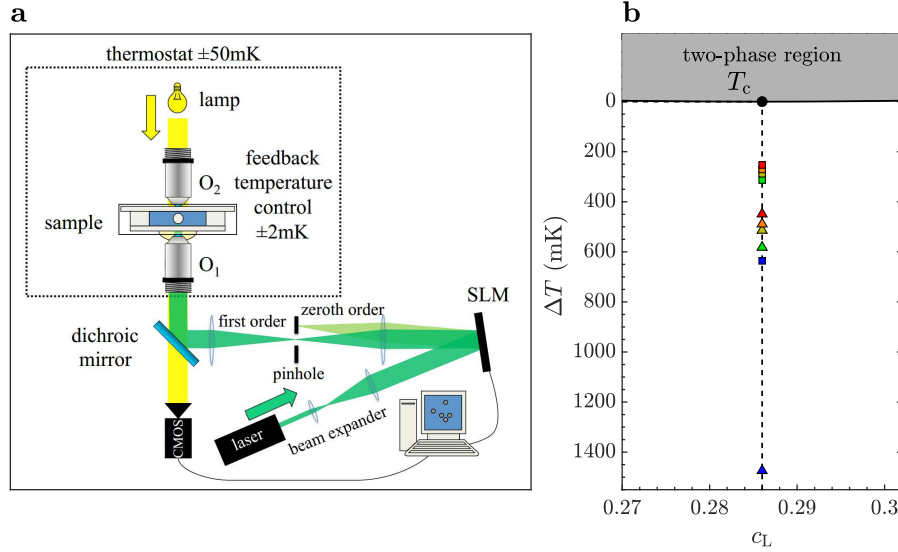 a
thermostat ±50mK
lamp
O2
feedback
temperature
control
±2mK
sample
O1
SLM
zeroth order
first order
dichroic
mirror
pinhole
laser
beam expander
CMOS
b
two-phase region
Tc
0
200
400
600
800
1000
1200
1400
ΔT (mK)
0.27
0.28
0.29
0.3
cL